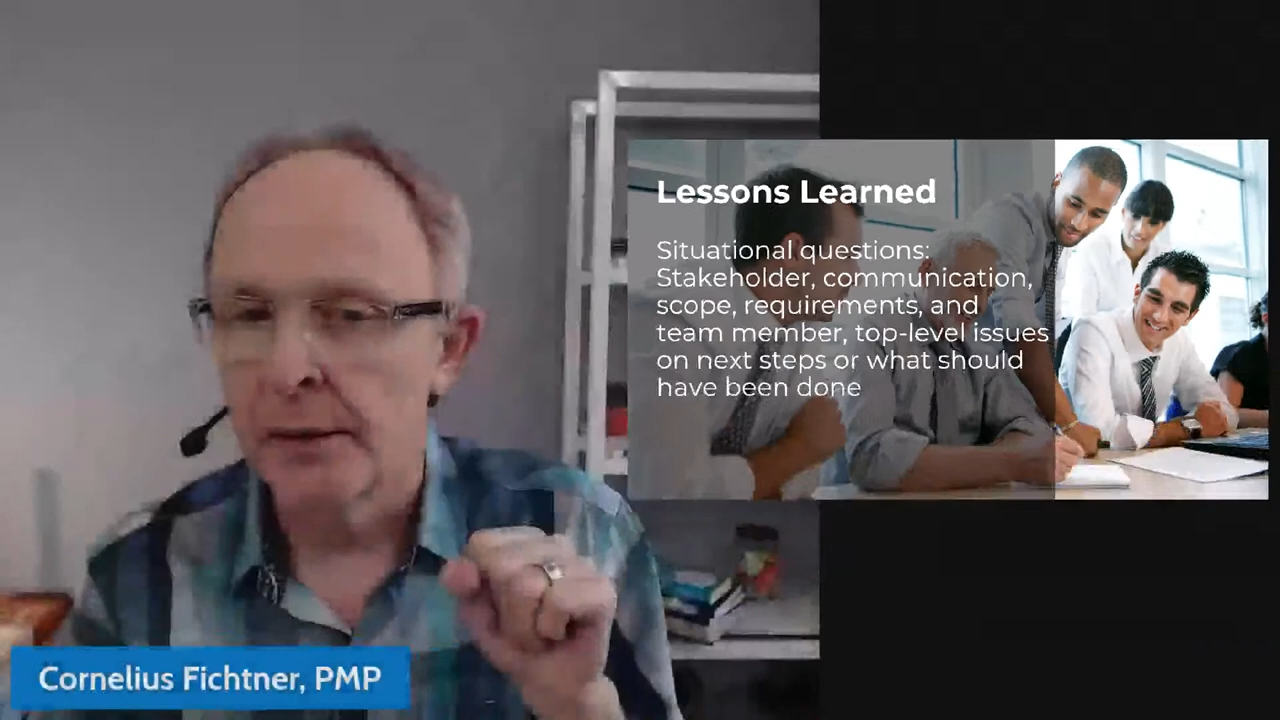 Lessons Learned
Situational questions:
Stakeholder, communication,
scope, requirements, and
team member, top-level issues
on next steps or what should
have been done
Cornelius Fichtner, PMP